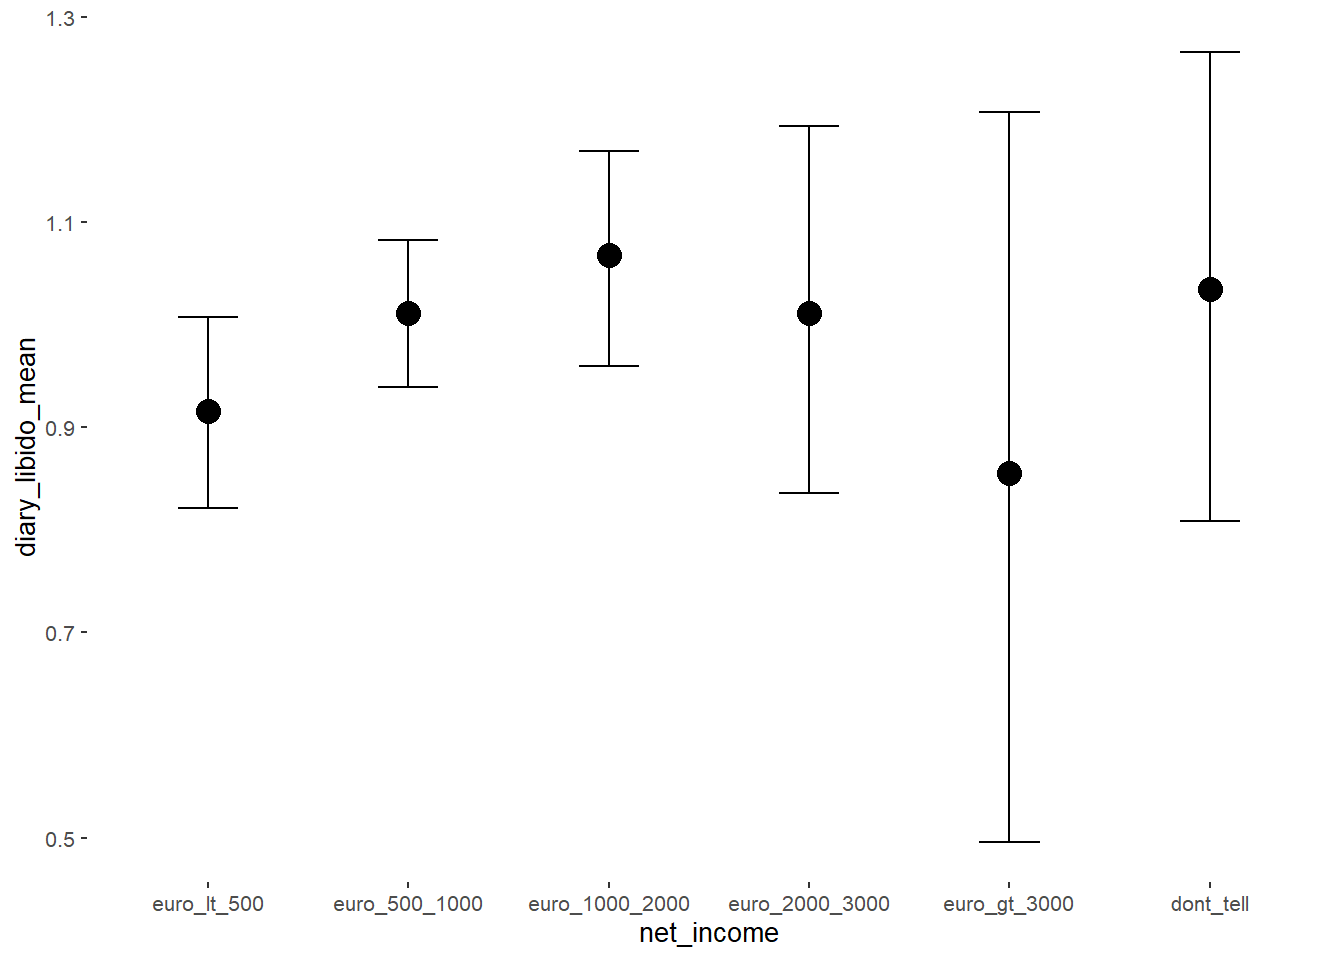 1.3
1.1
0.9
0.7
0.5
diary_libido_mean
euro_lt_500 euro_500_1000 euro_1000_2000 euro_2000_3000 euro_gt_3000 dont_tell
net_income